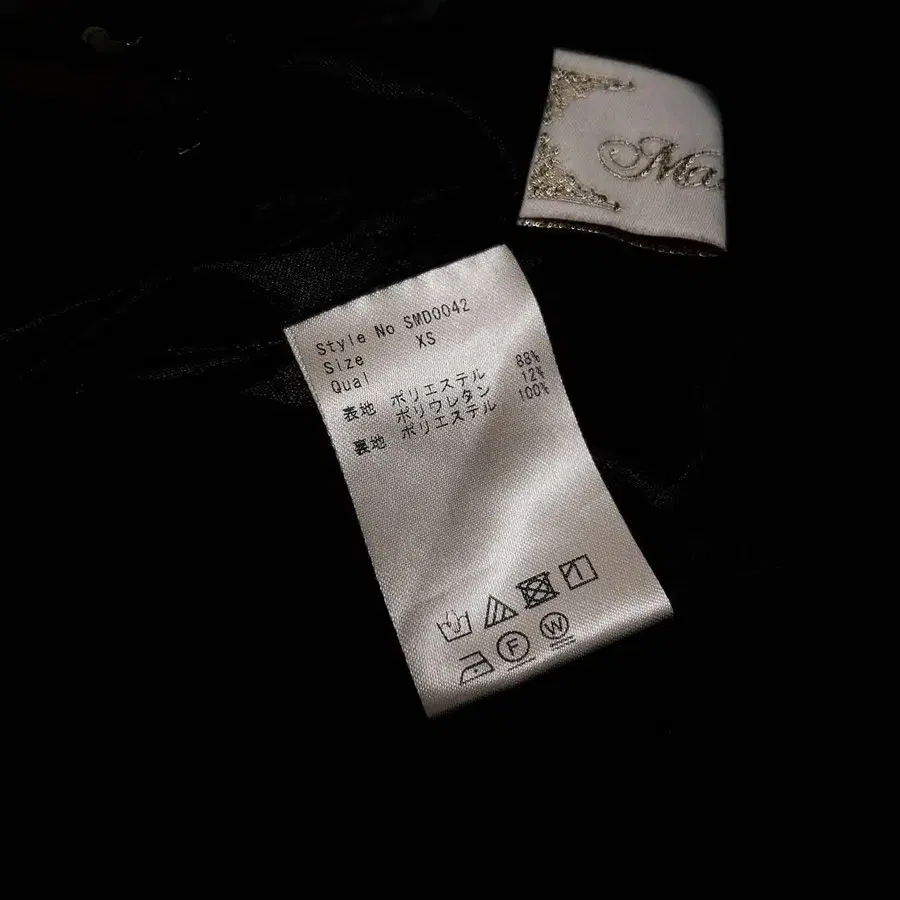 Ma
Style No SMD0042
Size XS
Qual
表地 ポリエステル 88%
ポリウレタン 12%
裏地 ポリエステル 100%
F W